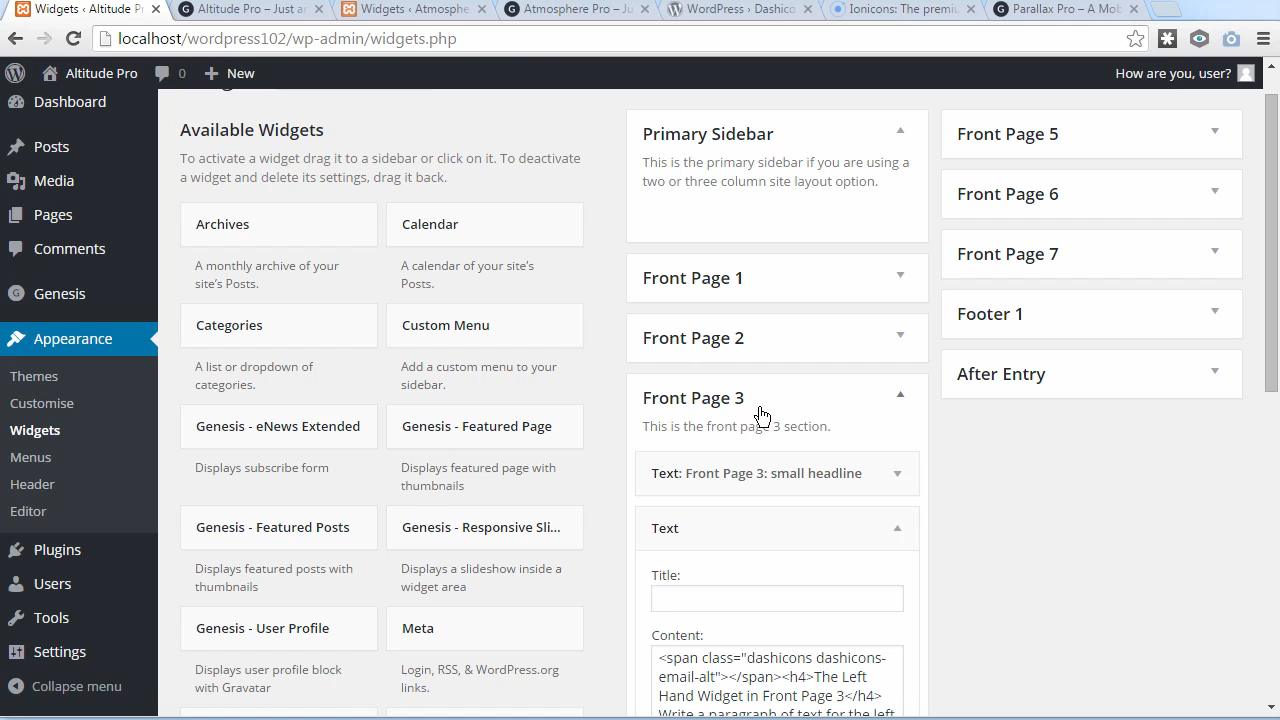 Widgets ‹ Altitude P
Altitude Pro – Just ar
Widgets ‹ Atmosphe
Atmosphere Pro – Ju
WordPress › Dashico
Ionicons: The premi
Parallax Pro – A Mob
localhost/wordpress102/wp-admin/widgets.php
Altitude Pro
0
New
How are you, user?
Dashboard
Posts
Media
Pages
Comments
Genesis
Appearance
Themes
Customise
Widgets
Menus
Header
Editor
Plugins
Users
Tools
Settings
Collapse menu
Available Widgets
To activate a widget drag it to a sidebar or click on it. To deactivate
a widget and delete its settings, drag it back.
Archives
A monthly archive of your
site's Posts.
Calendar
A calendar of your site's
Posts.
Categories
A list or dropdown of
categories.
Custom Menu
Add a custom menu to your
sidebar.
Genesis - eNews Extended
Displays subscribe form
Genesis - Featured Page
Displays featured page with
thumbnails
Genesis - Featured Posts
Displays featured posts with
thumbnails
Genesis - Responsive Sli...
Displays a slideshow inside a
widget area
Genesis - User Profile
Displays user profile block
with Gravatar
Meta
Login, RSS, & WordPress.org
links.
Primary Sidebar
This is the primary sidebar if you are using a
two or three column site layout option.
Front Page 1
Front Page 2
Front Page 3
This is the front page 3 section.
Text: Front Page 3: small headline
Text
Title:
Content:
<span class="dashicons dashicons-
email-alt"></span><h4>The Left
Hand Widget in Front Page 3</h4>
Write a paragraph of text for the left
Front Page 5
Front Page 6
Front Page 7
Footer 1
After Entry